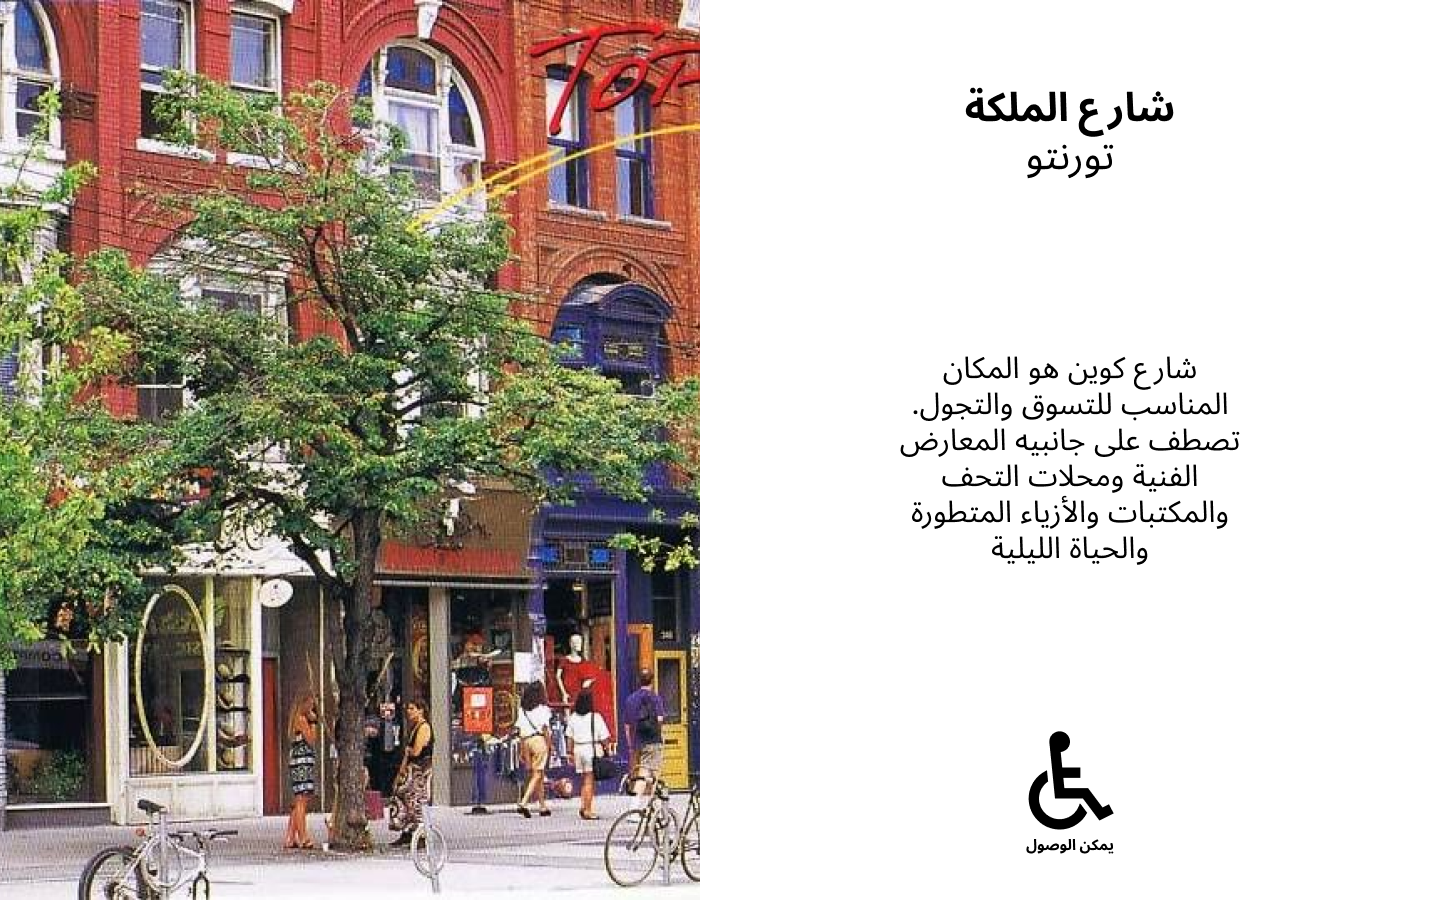 شارع الملكة
تورنتو
شارع كوين هو المكان
المناسب للتسوق والتجول.
تصطف على جانبيه المعارض
الفنية ومحلات التحف
والمكتبات والأزياء المتطورة
والحياة الليلية
يمكن الوصول